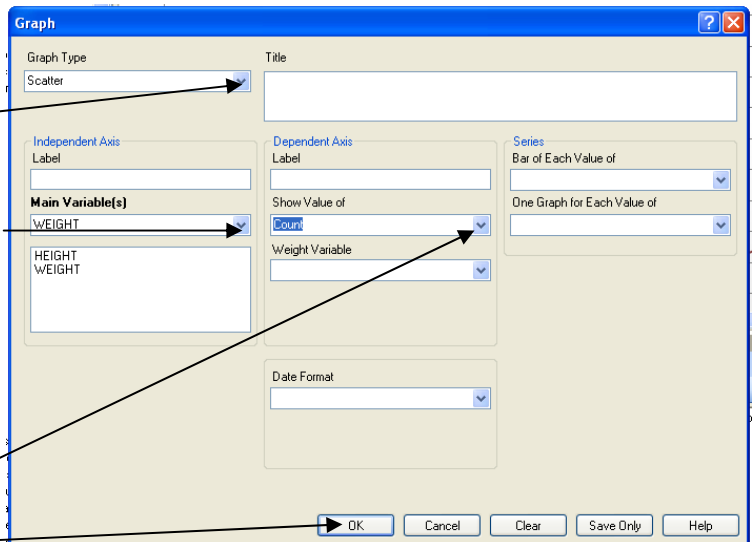 Graph
Graph Type
Scatter
Title
Independent Axis
Label
Main Variable(s)
WEIGHT
HEIGHT
WEIGHT
Dependent Axis
Label
Show Value of
Count
Weight Variable
Date Format
Series
Bar of Each Value of
One Graph for Each Value of
OK Cancel Clear Save Only Help